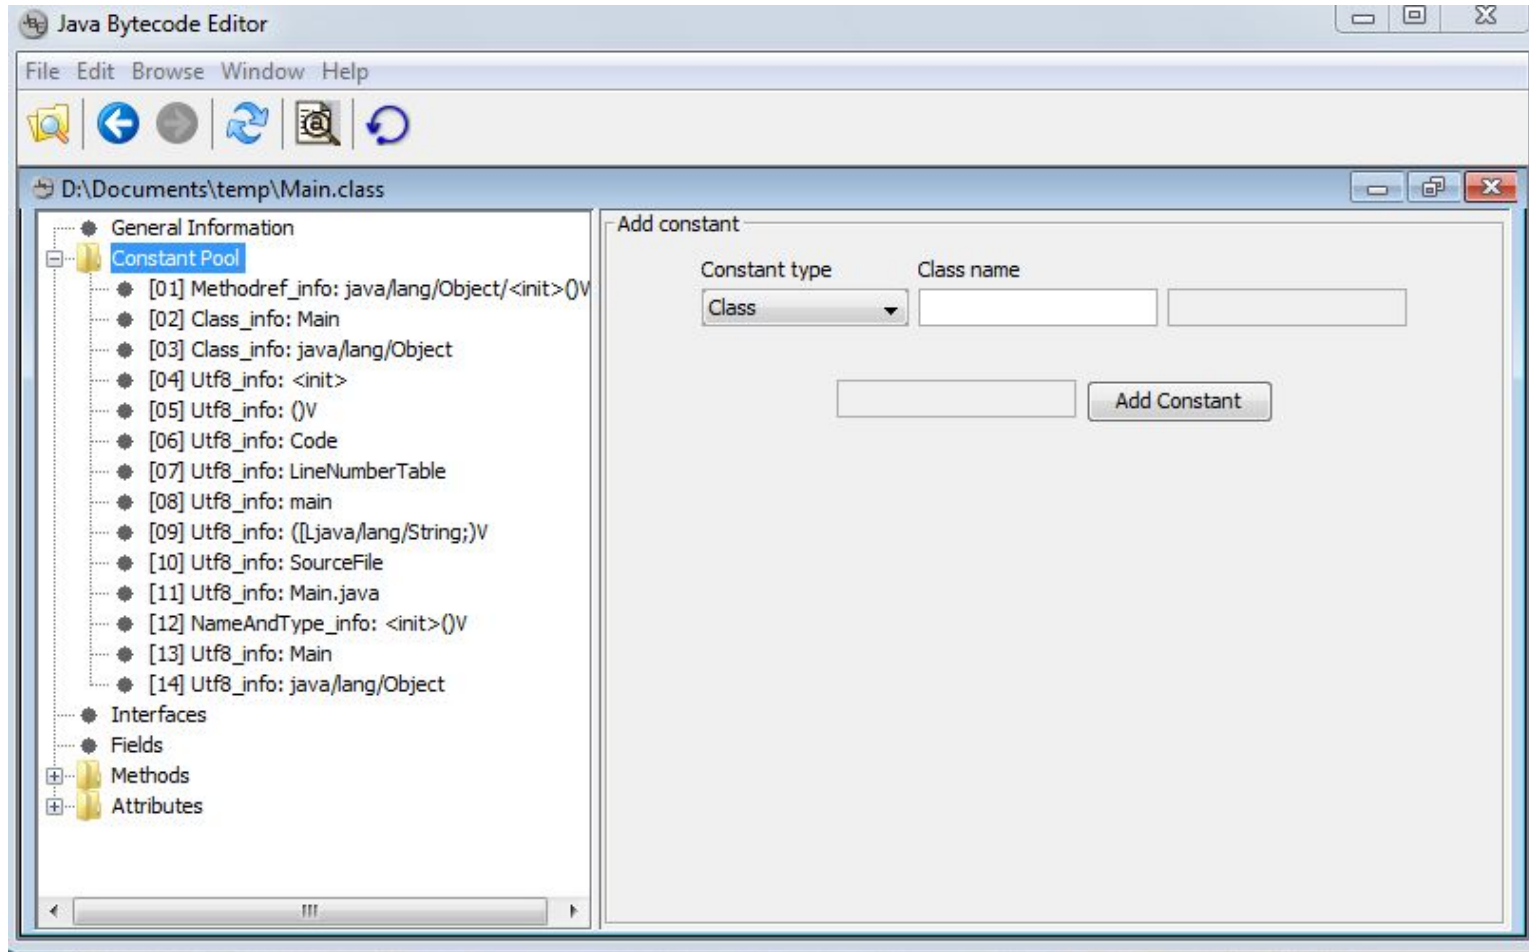 Java Bytecode Editor
File Edit Browse Window Help
D:\Documents\temp\Main.class
General Information
Constant Pool
[01] Methodref_info: java/lang/Object/<init>()V
[02] Class_info: Main
[03] Class_info: java/lang/Object
[04] Utf8_info: <init>
[05] Utf8_info: ()V
[06] Utf8_info: Code
[07] Utf8_info: LineNumberTable
[08] Utf8_info: main
[09] Utf8_info: ([Ljava/lang/String;)V
[10] Utf8_info: SourceFile
[11] Utf8_info: Main.java
[12] NameAndType_info: <init>()V
[13] Utf8_info: Main
[14] Utf8_info: java/lang/Object
Interfaces
Fields
Methods
Attributes
Add constant
Constant type Class name
Class
Add Constant